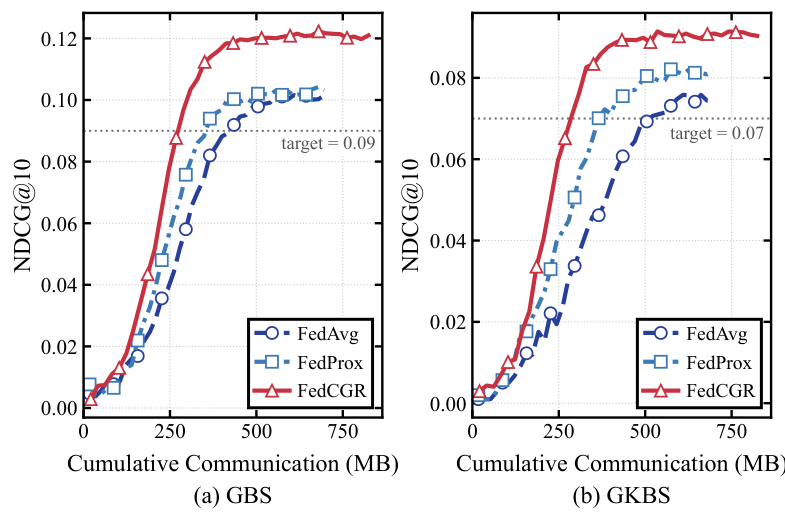 NDCG@10
0.12
0.10
0.08
0.06
0.04
0.02
0.00
target = 0.09
FedAvg
FedProx
FedCGR
0 250 500 750
Cumulative Communication (MB)
(a) GBS
NDCG@10
0.08
0.06
0.04
0.02
0.00
target = 0.07
FedAvg
FedProx
FedCGR
0 250 500 750
Cumulative Communication (MB)
(b) GKBS